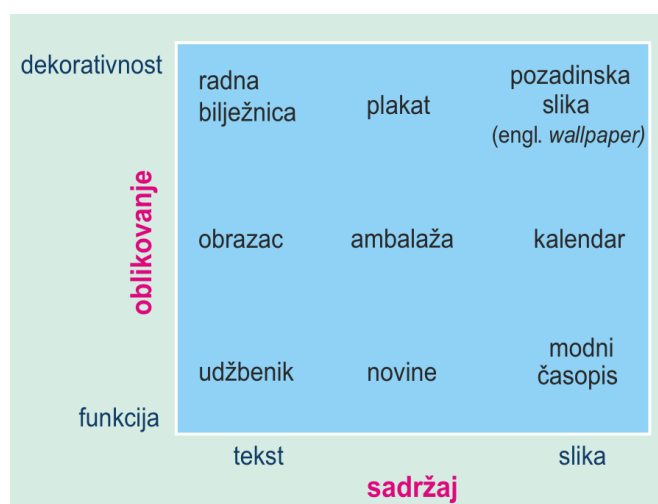 dekorativnost
radna
bilježnica
plakat
pozadinska
slika
(engl. wallpaper)
oblikovanje
obrazac
ambalaža
kalendar
udžbenik
novine
modni
časopis
funkcija
tekst
slika
sadržaj